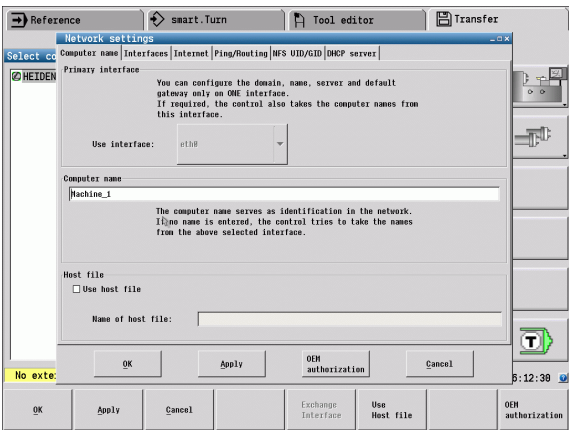 Reference
smart.Turn
Tool editor
Transfer
Network settings
Select co
Computer name
Interfaces
Internet
Ping/Routing
NFS UID/GID
DHCP server
HEIDEN
Primary interface
You can configure the domain, name, server and default
gateway only on ONE interface.
If required, the control also takes the computer names from
this interface.
Use interface:
eth0
Computer name
Machine_1
The computer name serves as identification in the network.
If no name is entered, the control tries to take the names
from the above selected interface.
Host file
Use host file
Name of host file:
T
OK
Apply
OEM
authorization
Cancel
No exte
6:12:30
OK
Apply
Cancel
Exchange
Interface
Use
Host file
OEM
authorization